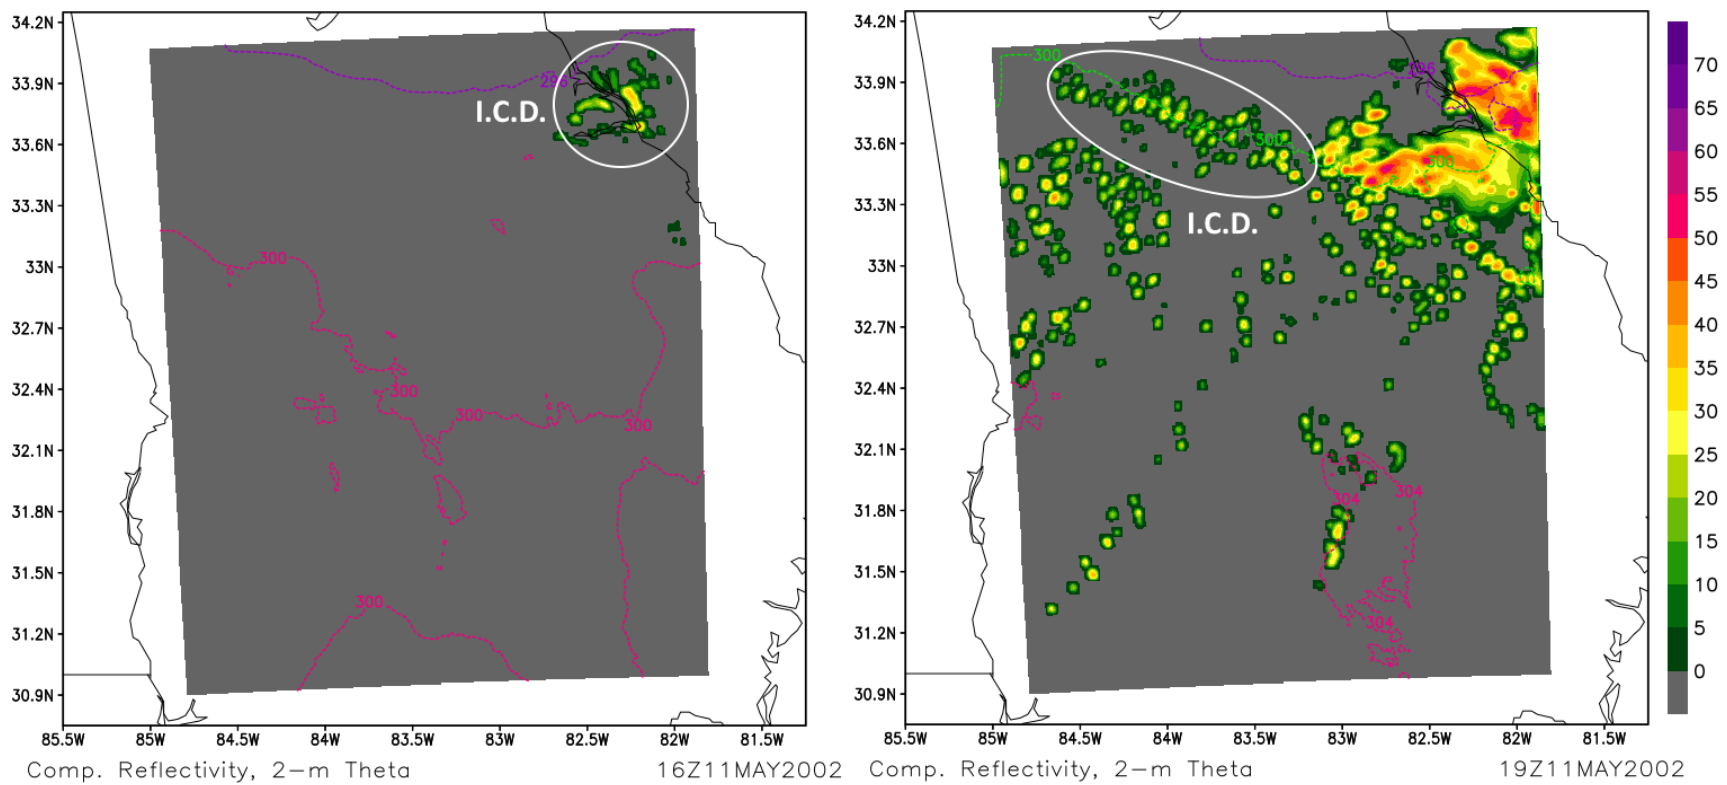 34.2N
33.9N
33.6N
33.3N
33N
32.7N
32.4N
32.1N
31.8N
31.5N
31.2N
30.9N
85.5W 85W 84.5W 84W 83.5W 83W 82.5W 82W 81.5W
296
I.C.D.
300
300
300
300
300
Comp. Reflectivity, 2-m Theta 16Z11MAY2002
34.2N
33.9N
33.6N
33.3N
33N
32.7N
32.4N
32.1N
31.8N
31.5N
31.2N
30.9N
85.5W 85W 84.5W 84W 83.5W 83W 82.5W 82W 81.5W
300
296
300
300
I.C.D.
304
304
304
Comp. Reflectivity, 2-m Theta 19Z11MAY2002
70
65
60
55
50
45
40
35
30
25
20
15
10
5
0